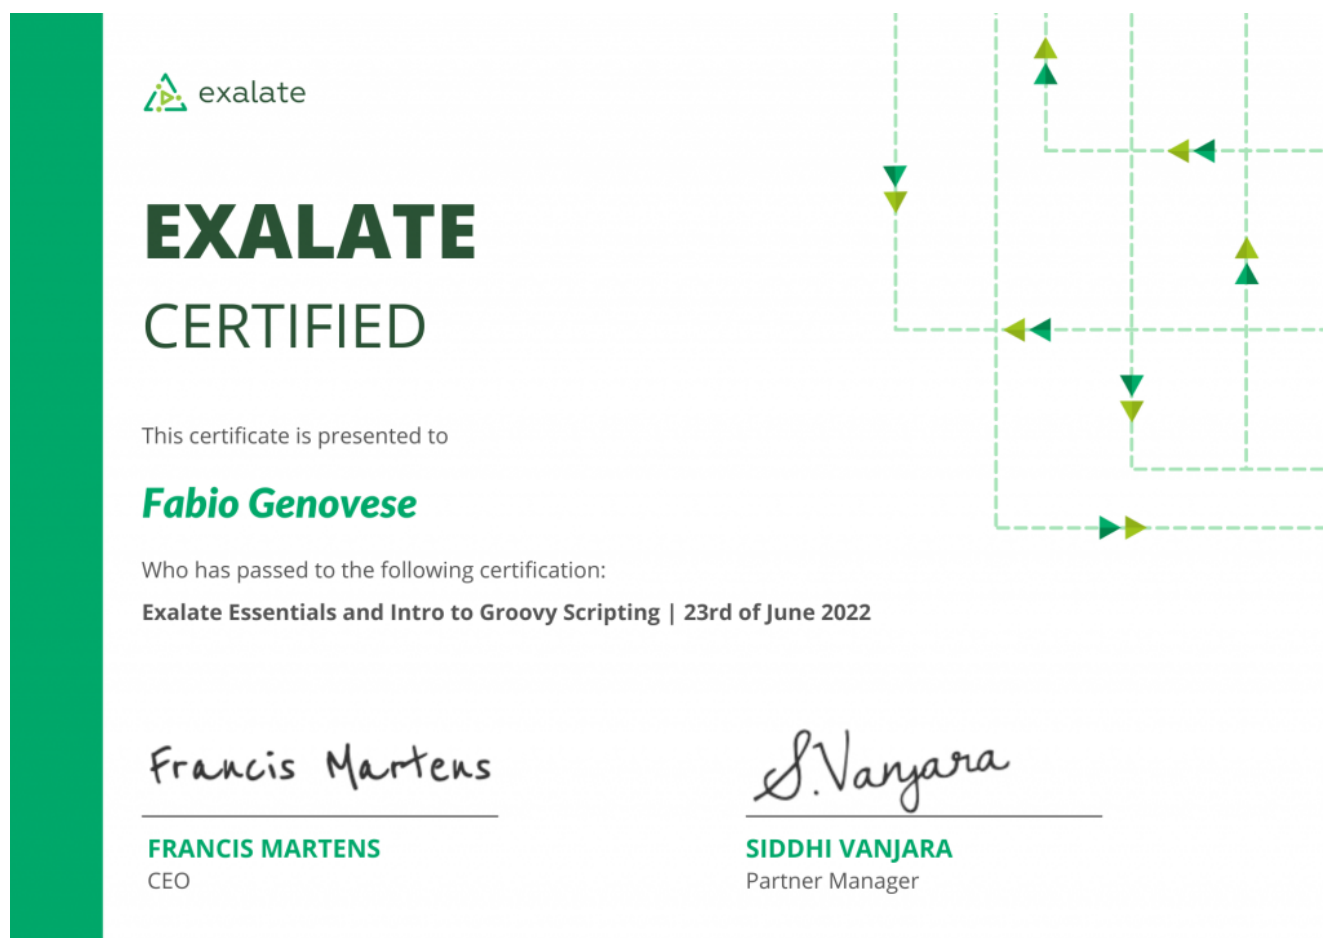 exalate
EXALATE
CERTIFIED
This certificate is presented to
Fabio Genovese
Who has passed to the following certification:
Exalate Essentials and Intro to Groovy Scripting | 23rd of June 2022
Francis Martens
S.Vanjara
FRANCIS MARTENS
SIDDHI VANJARA
CEO
Partner Manager